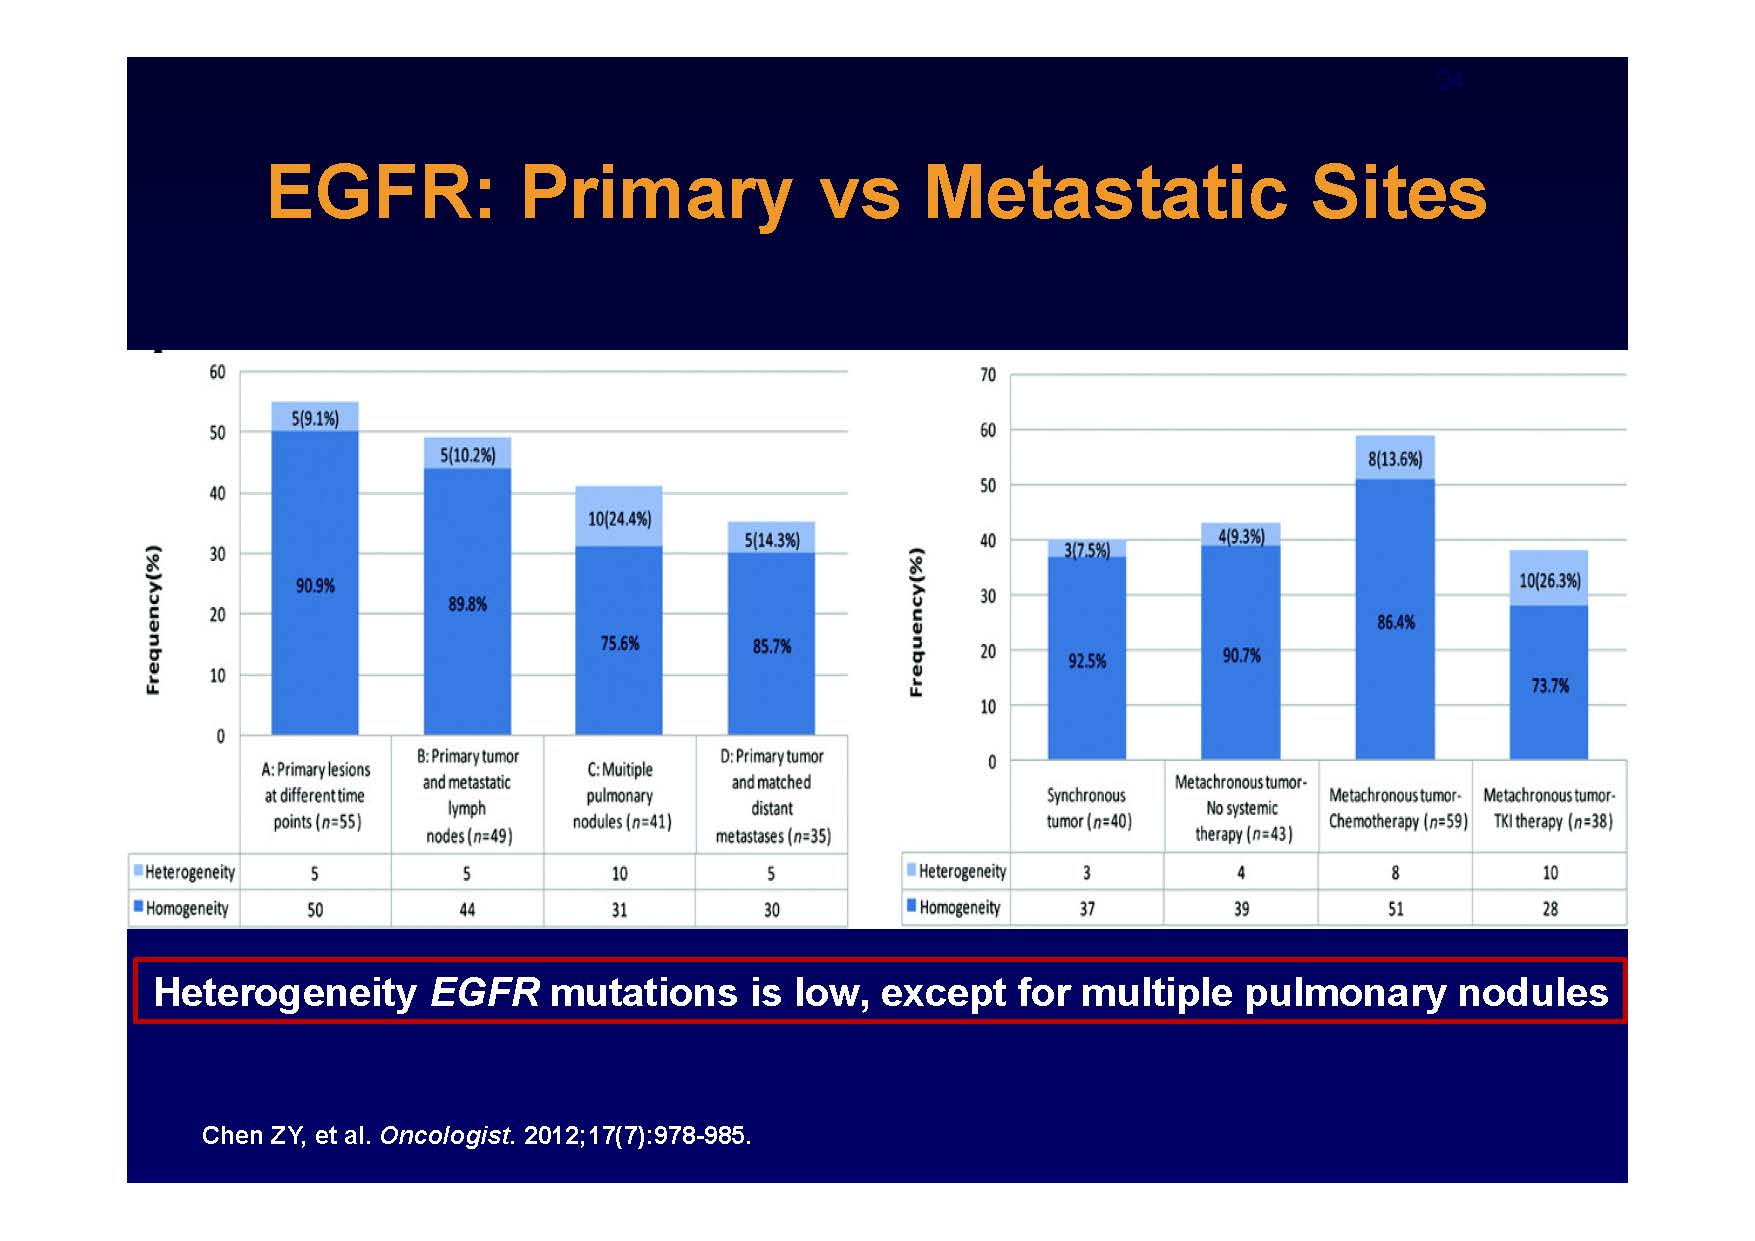 24
EGFR: Primary vs Metastatic Sites
60
50
40
30
20
10
0
Frequency(%)
5(9.1%)
90.9%
5(10.2%)
89.8%
10(24.4%)
75.6%
5(14.3%)
85.7%
A: Primary lesions
at different time
points (n=55)
B: Primary tumor
and metastatic
lymph
nodes (n=49)
C: Muitiple
pulmonary
nodules (n=41)
D: Primary tumor
and matched
distant
metastases (n=35)
Heterogeneity 5 5 10 5
Homogeneity 50 44 31 30
70
60
50
40
30
20
10
0
Frequency(%)
3(7.5%)
92.5%
4(9.3%)
90.7%
8(13.6%)
86.4%
10(26.3%)
73.7%
Synchronous
tumor (n=40)
Metachronous tumor-
No systemic
therapy (n=43)
Metachronous tumor-
Chemotherapy (n=59)
Metachronous tumor-
TKI therapy (n=38)
Heterogeneity 3 4 8 10
Homogeneity 37 39 51 28
Heterogeneity EGFR mutations is low, except for multiple pulmonary nodules
Chen ZY, et al. Oncologist. 2012;17(7):978-985.